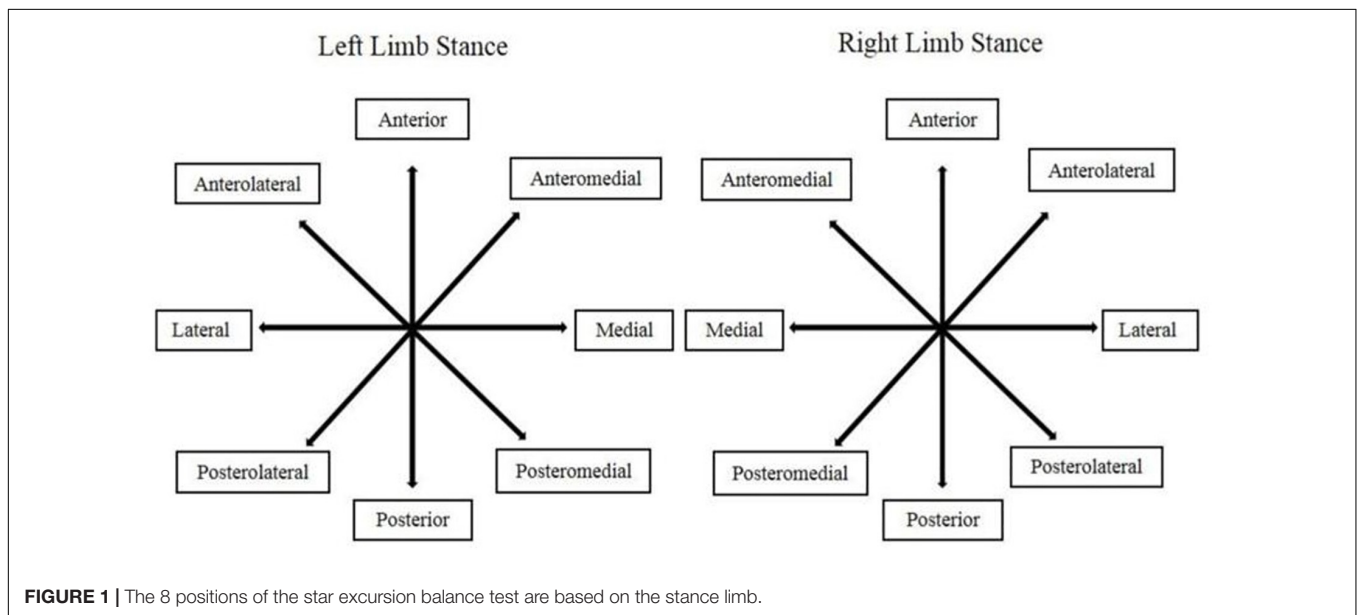 Left Limb Stance
Anterior
Anterolateral
Anteromedial
Lateral
Medial
Posterolateral
Posteromedial
Posterior
Right Limb Stance
Anterior
Anteromedial
Anterolateral
Medial
Lateral
Posteromedial
Posterolateral
Posterior
FIGURE 1 | The 8 positions of the star excursion balance test are based on the stance limb.